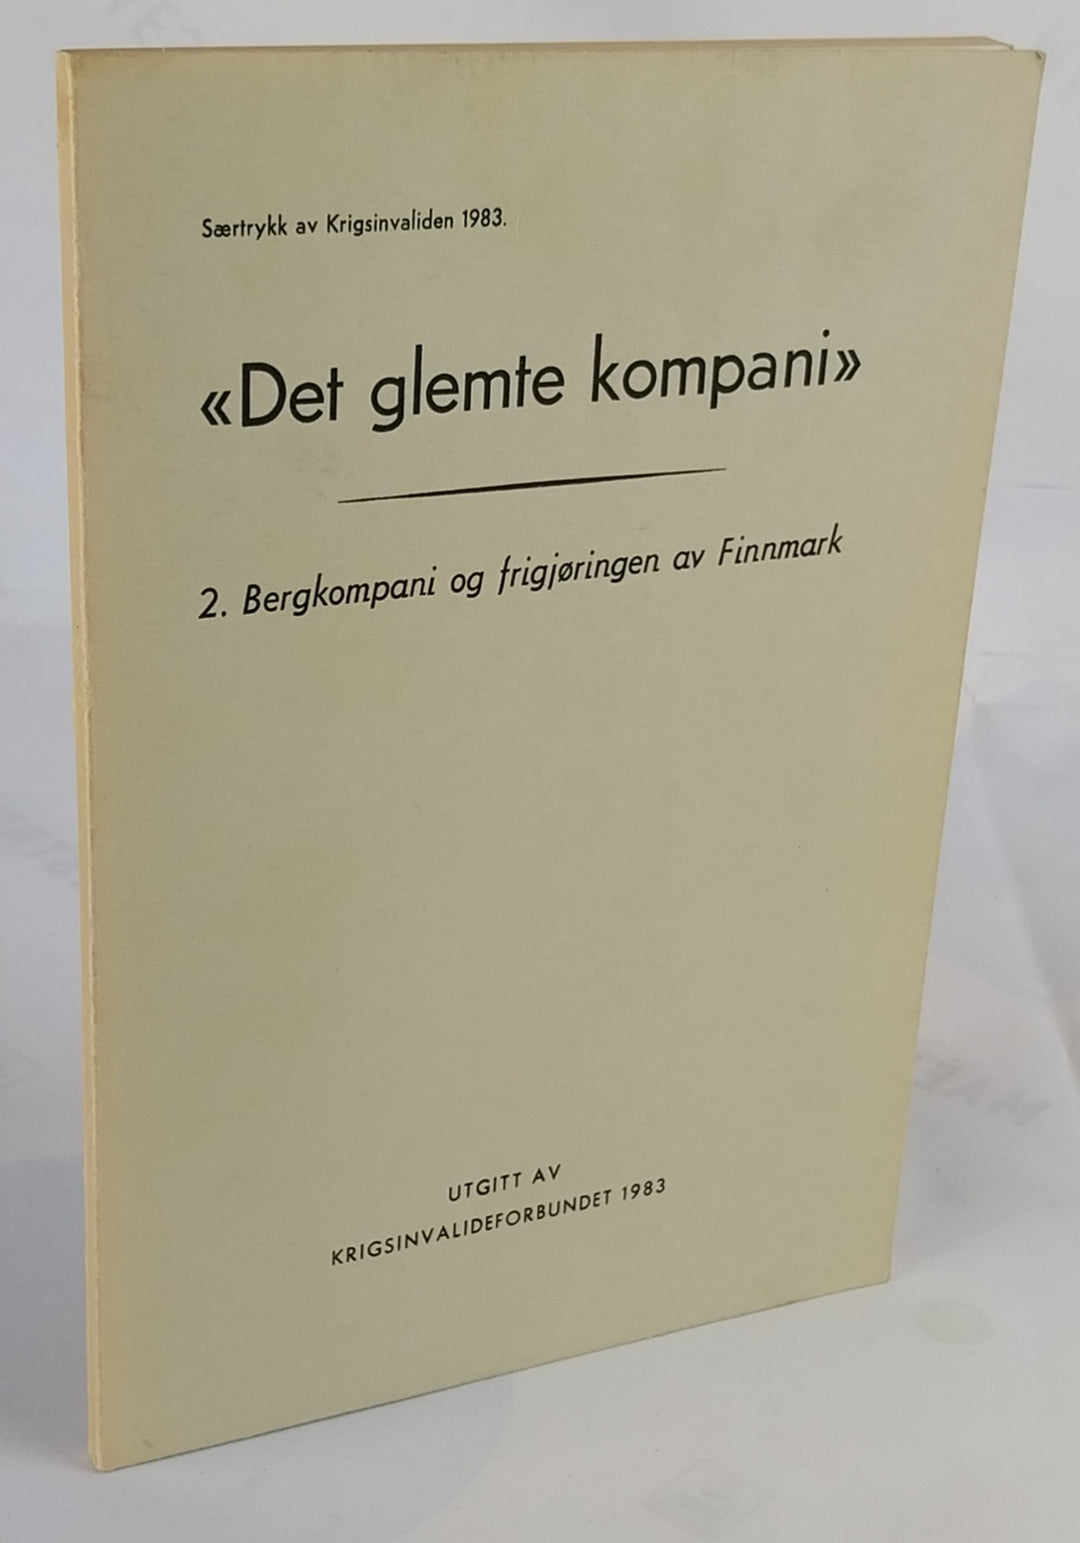 Særtrykk av Krigsinvaliden 1983.
«Det glemte kompani»
2. Bergkompani og frigjøringen av Finnmark
UTGITT AV
KRIGSINVALIDEFORBUNDET 1983